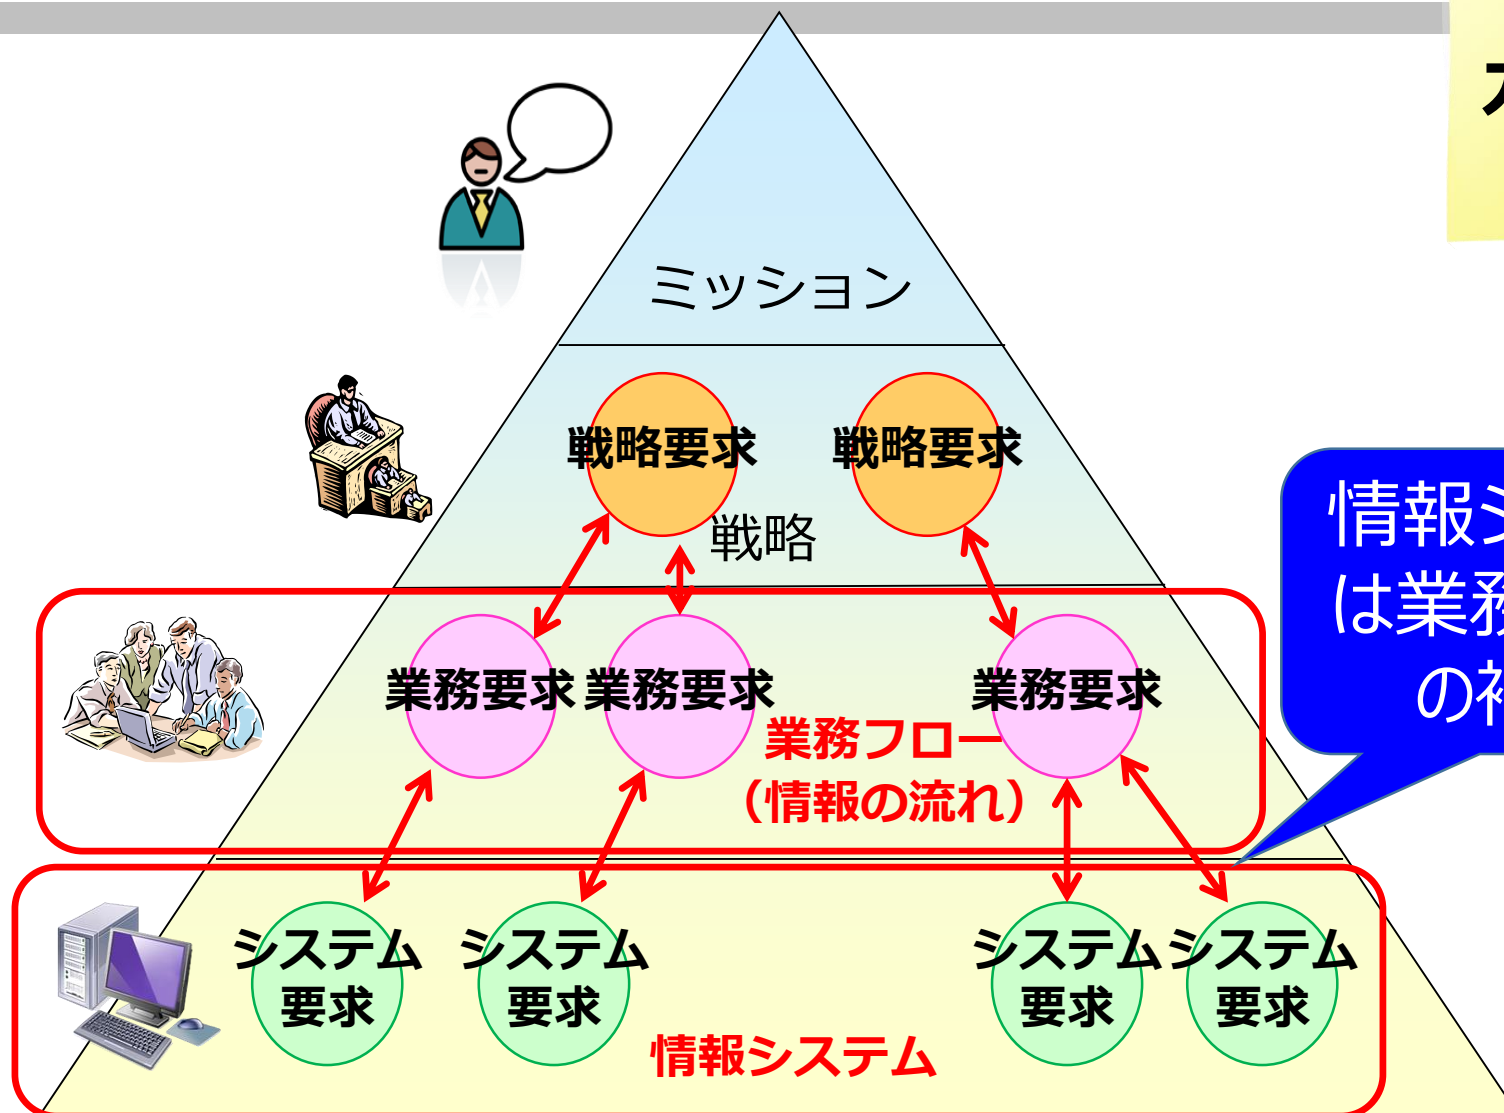 ミッション
戦略要求
戦略要求
戦略
業務要求
業務要求
業務要求
業務フロー
（情報の流れ）
情報シ
は業務
の
システム
要求
システム
要求
システム
要求
システム
要求
情報システム